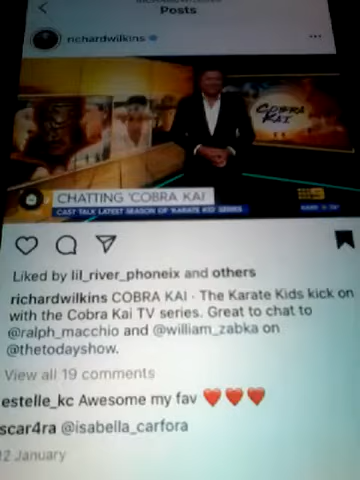 Posts
richardwilkins
COBRA
KAI
CHATTING 'COBRA KAI'
CAST TALK LATEST SEASON OF 'KARATE KID' SERIES
Liked by lil_river_phoneix and others
richardwilkins COBRA KAI · The Karate Kids kick on
with the Cobra Kai TV series. Great to chat to
@ralph_macchio and @william_zabka on
@thetodayshow.
View all 19 comments
estelle_kc Awesome my fav ❤️❤️❤️
scar4ra @isabella_carfora
12 January